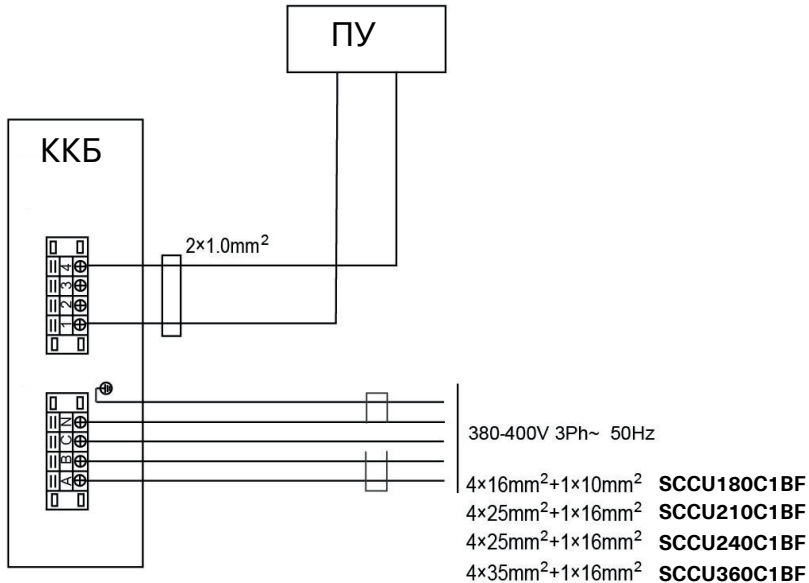 ПУ
ККБ
2×1.0mm²
4
3
2
1
N
C
B
A
380-400V 3Ph~ 50Hz
4×16mm²+1×10mm² SCCU180C1BF
4×25mm²+1×16mm² SCCU210C1BF
4×25mm²+1×16mm² SCCU240C1BF
4×35mm²+1×16mm² SCCU360C1BF